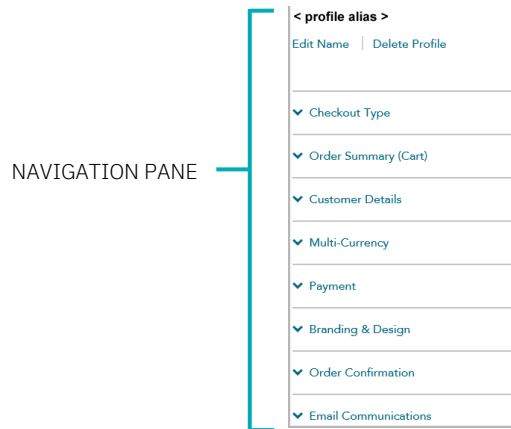 < profile alias >
Edit Name | Delete Profile
Checkout Type
Order Summary (Cart)
NAVIGATION PANE
Customer Details
Multi-Currency
Payment
Branding & Design
Order Confirmation
Email Communications